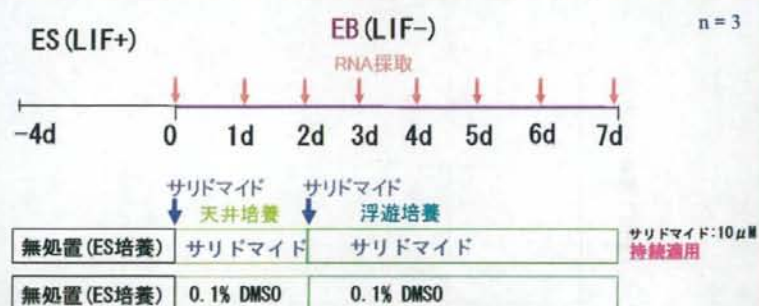 ES(LIF+)
EB(LIF-)
n = 3
RNA採取
-4d 0 1d 2d 3d 4d 5d 6d 7d
サリドマイド サリドマイド
天井培養 浮遊培養
無処置(ES培養) サリドマイド サリドマイド
サリドマイド:10μM
持続適用
無処置(ES培養) 0.1% DMSO 0.1% DMSO